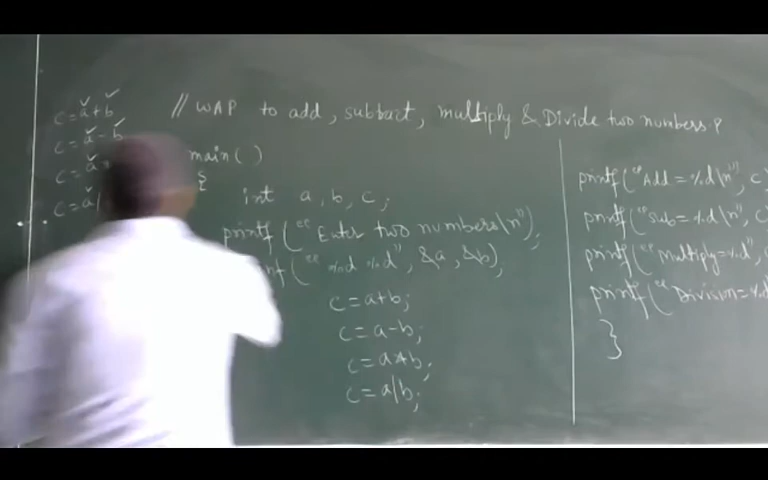 c=a+b
c=a-b
c=a
c=a/
// WAP to add, subtract, multiply & Divide two numbers?
main( )
{
int a, b, c;
printf ("Enter two numbers\n");
nf ("%d %d", &a, &b);
c=a+b;
c=a-b;
c=a*b;
c=a/b;
printf("Add=%d\n", c)
printf("Sub=%d\n", c
printf("Multiply=%d",
printf("Division=%d
}